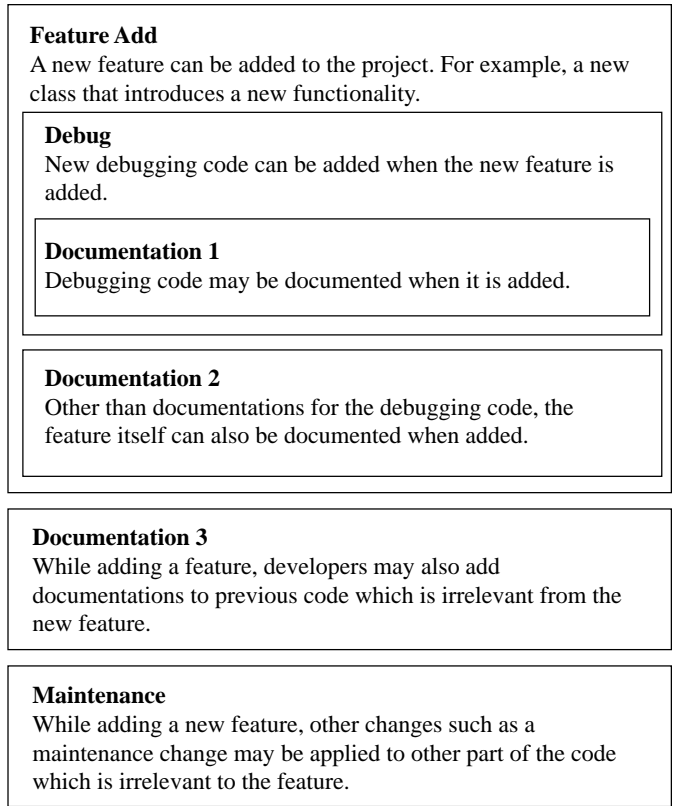 Feature Add
A new feature can be added to the project. For example, a new
class that introduces a new functionality.
Debug
New debugging code can be added when the new feature is
added.
Documentation 1
Debugging code may be documented when it is added.
Documentation 2
Other than documentations for the debugging code, the
feature itself can also be documented when added.
Documentation 3
While adding a feature, developers may also add
documentations to previous code which is irrelevant from the
new feature.
Maintenance
While adding a new feature, other changes such as a
maintenance change may be applied to other part of the code
which is irrelevant to the feature.